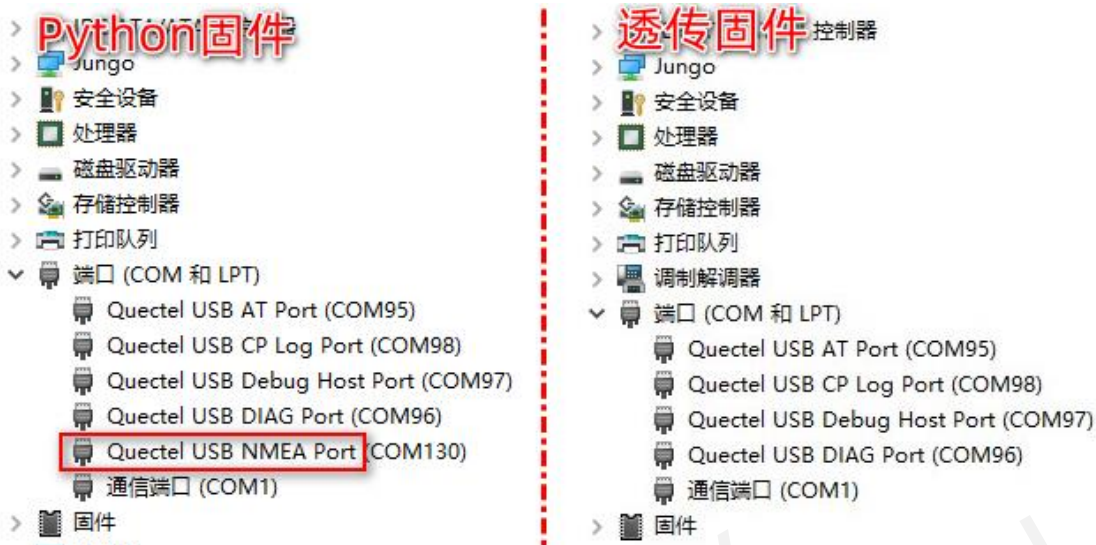 Python固件
Jungo
安全设备
处理器
磁盘驱动器
存储控制器
打印队列
端口 (COM 和 LPT)
Quectel USB AT Port (COM95)
Quectel USB CP Log Port (COM98)
Quectel USB Debug Host Port (COM97)
Quectel USB DIAG Port (COM96)
Quectel USB NMEA Port (COM130)
通信端口 (COM1)
固件
透传固件 控制器
Jungo
安全设备
处理器
磁盘驱动器
存储控制器
打印队列
调制解调器
端口 (COM 和 LPT)
Quectel USB AT Port (COM95)
Quectel USB CP Log Port (COM98)
Quectel USB Debug Host Port (COM97)
Quectel USB DIAG Port (COM96)
通信端口 (COM1)
固件